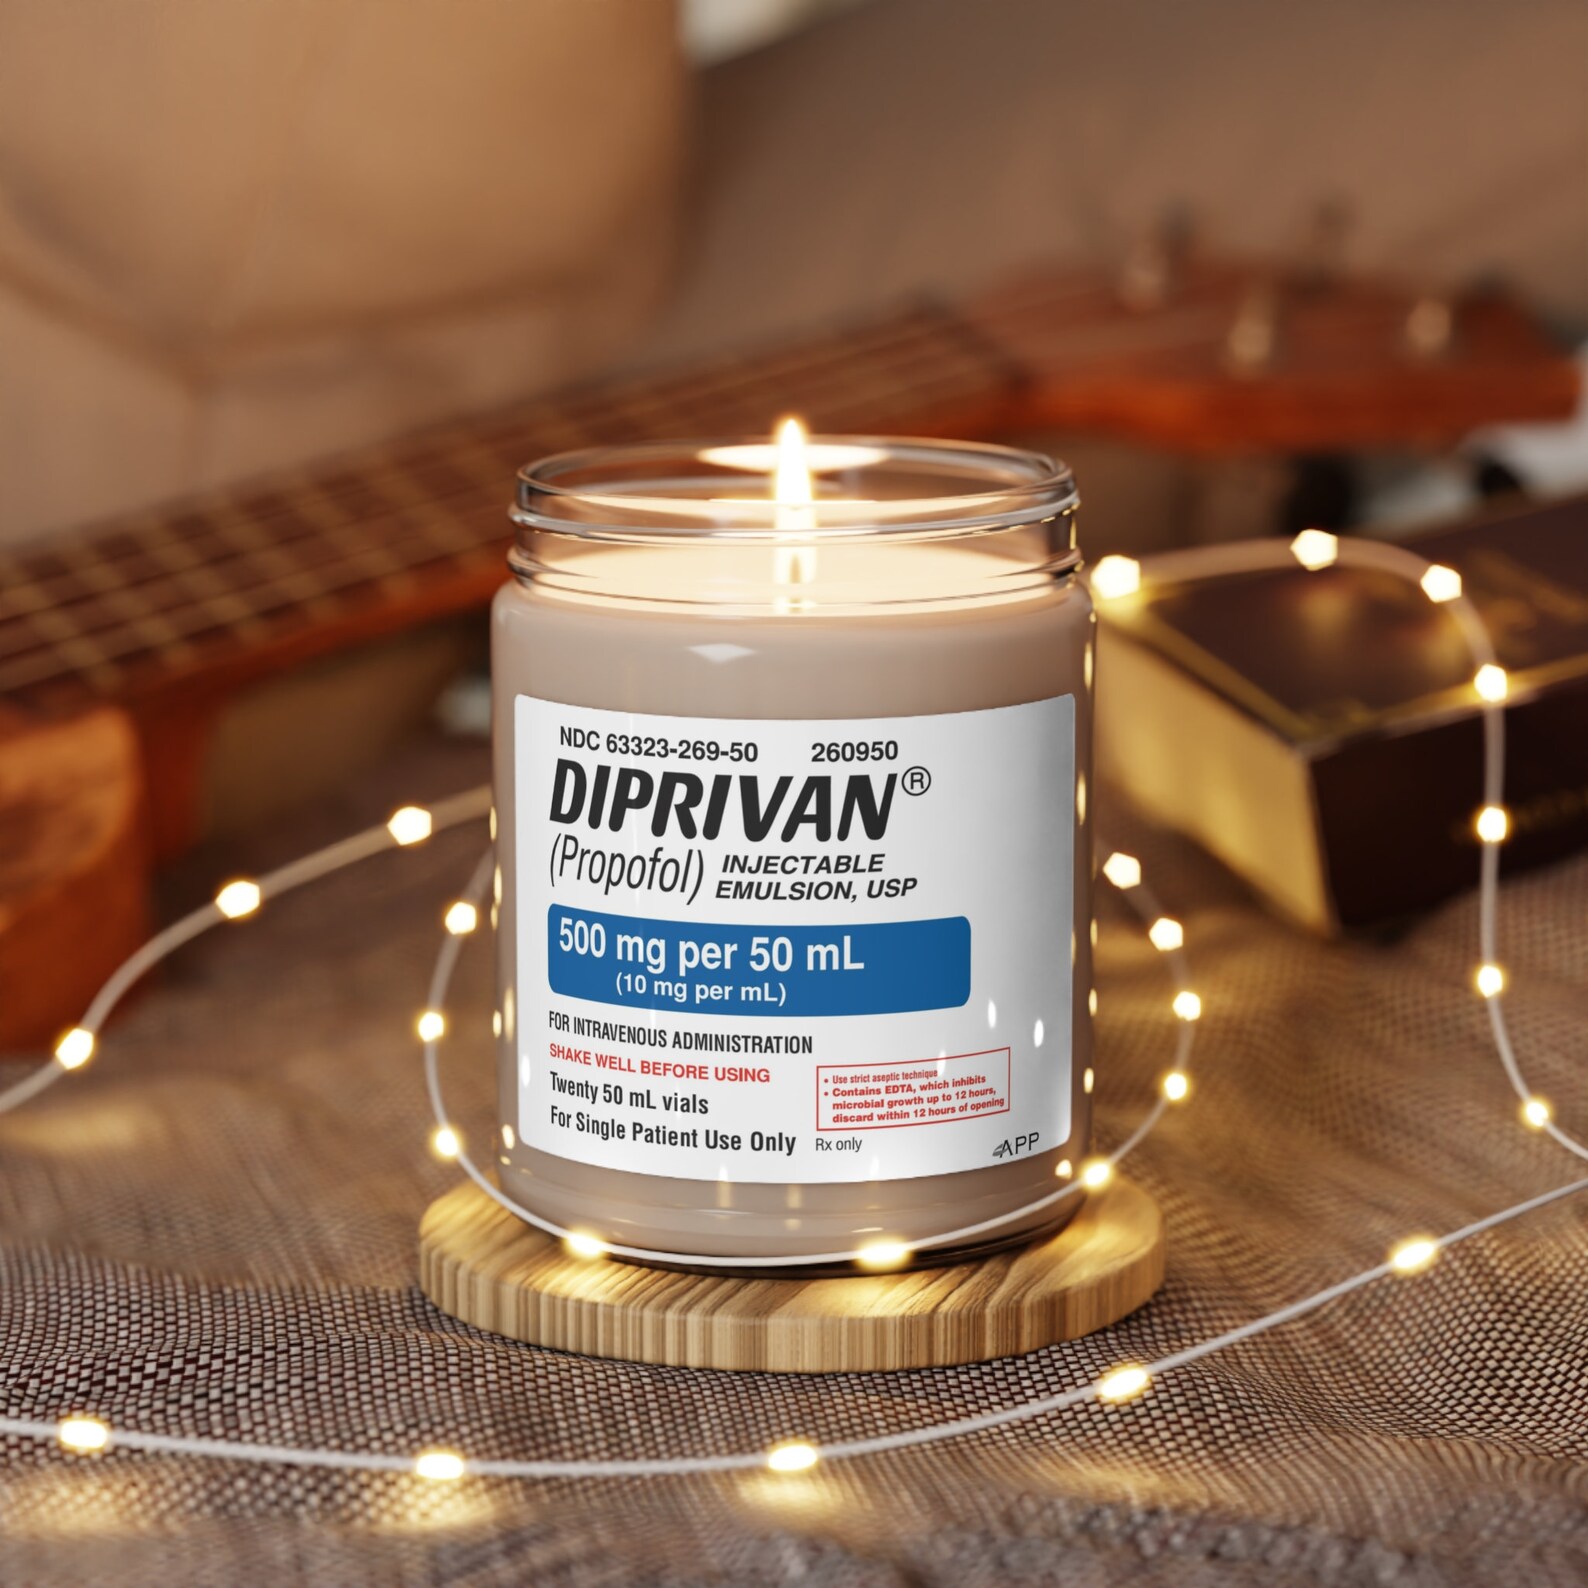 NDC 63323-269-50 260950
DIPRIVAN®
(Propofol) INJECTABLE
EMULSION, USP
500 mg per 50 mL
(10 mg per mL)
FOR INTRAVENOUS ADMINISTRATION
SHAKE WELL BEFORE USING
Twenty 50 mL vials
For Single Patient Use Only
• Use strict aseptic technique
• Contains EDTA, which inhibits
microbial growth up to 12 hours,
discard within 12 hours of opening
Rx only
APP